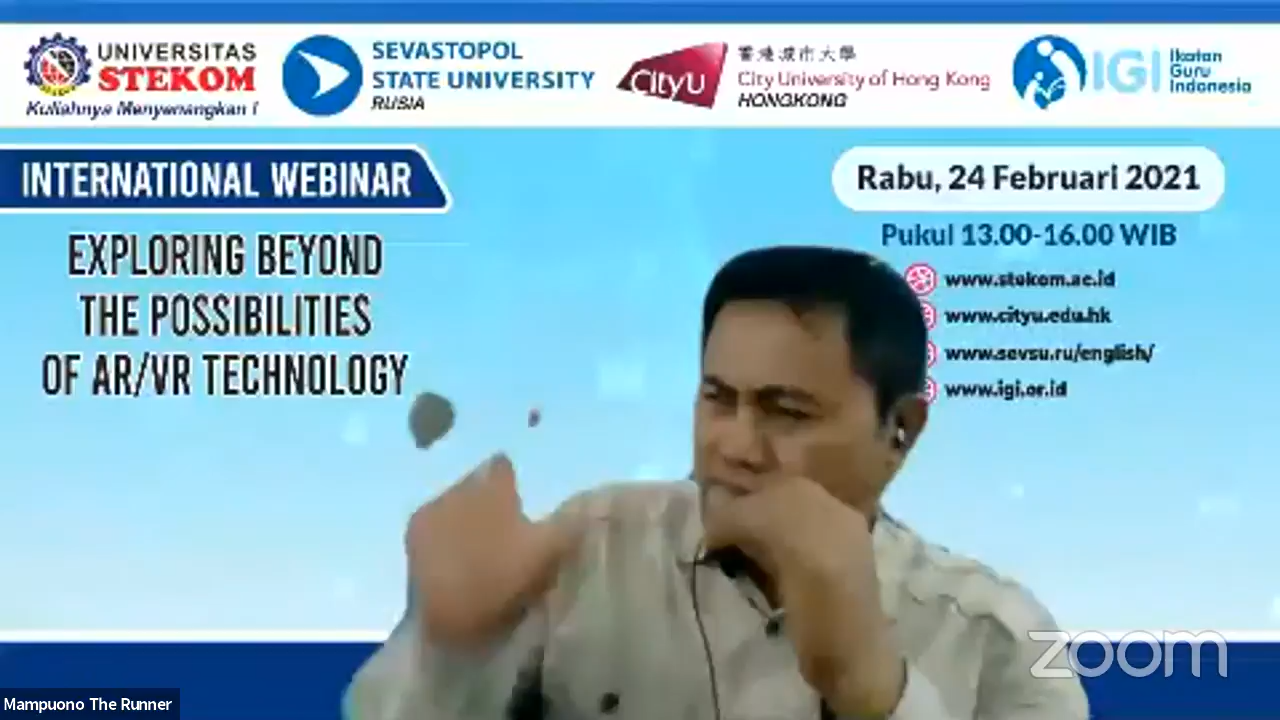 UNIVERSITAS
STEKOM
Kuliahnya Menyenangkan !
SEVASTOPOL
STATE UNIVERSITY
RUSIA
CityU
香港城市大學
City University of Hong Kong
HONGKONG
IGI
Ikatan
Guru
Indonesia
INTERNATIONAL WEBINAR
EXPLORING BEYOND
THE POSSIBILITIES
OF AR/VR TECHNOLOGY
Rabu, 24 Februari 2021
Pukul 13.00-16.00 WIB
www.stekom.ac.id
www.cityu.edu.hk
www.sevsu.ru/english/
www.igi.or.id
zoom
Mampuono The Runner